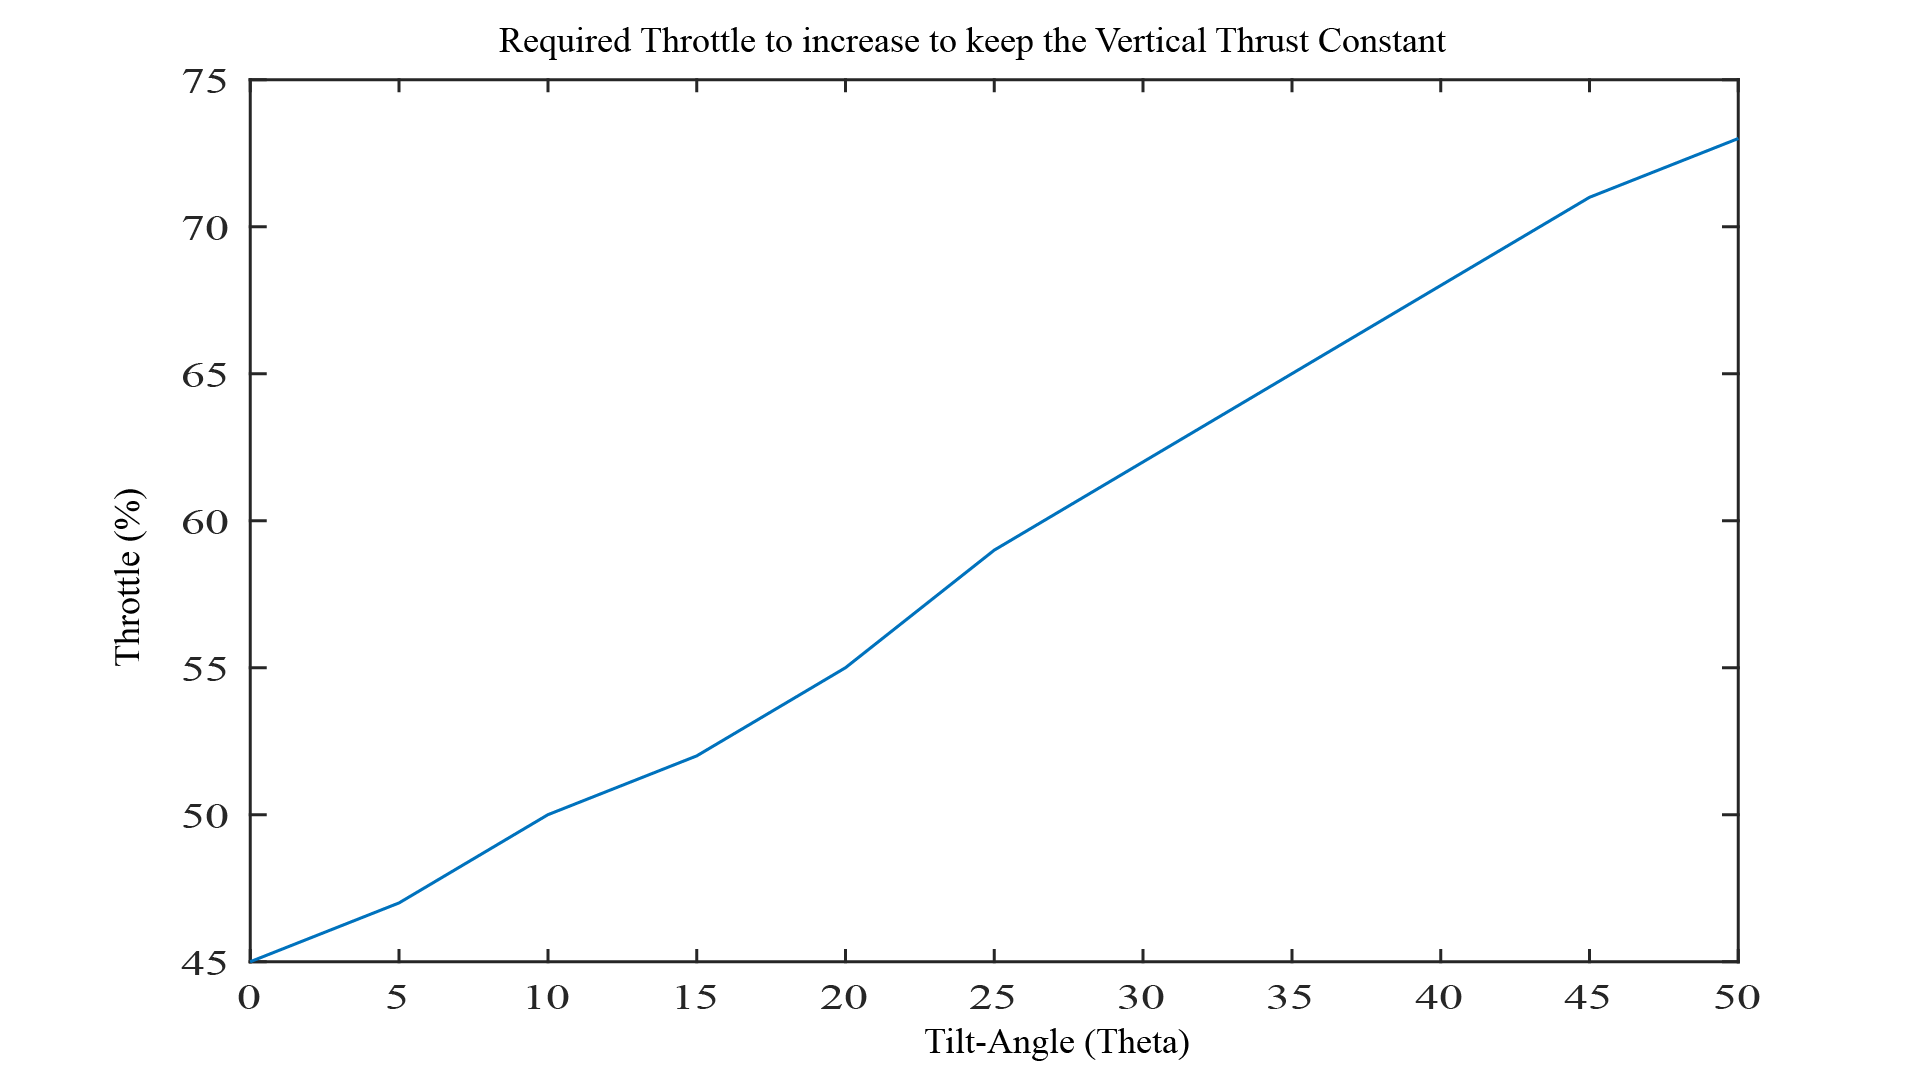 Required Throttle to increase to keep the Vertical Thrust Constant
75
70
65
60
55
50
45
Throttle (%)
0 5 10 15 20 25 30 35 40 45 50
Tilt-Angle (Theta)